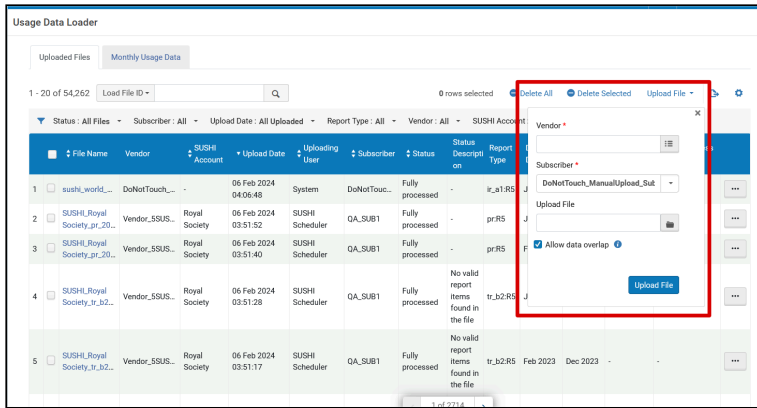 Usage Data Loader
Uploaded Files Monthly Usage Data
1 - 20 of 54,262 Load File ID 0 rows selected Delete All Delete Selected Upload File
Status : All Files Subscriber : All Upload Date : All Uploaded Report Type : All Vendor : All SUSHI Account
File Name Vendor SUSHI Account Upload Date Uploading User Subscriber Status Status Descripti on Report Type
1 sushi_world_... DoNotTouch_... - 06 Feb 2024 04:06:48 System DoNotTouc... Fully processed - ir_a1:R5 J
2 SUSHI_Royal Society_pr_20... Vendor_5SUS... Royal Society 06 Feb 2024 03:51:52 SUSHI Scheduler QA_SUB1 Fully processed - pr:R5 J
3 SUSHI_Royal Society_pr_20... Vendor_5SUS... Royal Society 06 Feb 2024 03:51:40 SUSHI Scheduler QA_SUB1 Fully processed - pr:R5 F
4 SUSHI_Royal Society_tr_b2... Vendor_5SUS... Royal Society 06 Feb 2024 03:51:28 SUSHI Scheduler QA_SUB1 Fully processed No valid report items found in the file tr_b2:R5 J
5 SUSHI_Royal Society_tr_b2... Vendor_5SUS... Royal Society 06 Feb 2024 03:51:17 SUSHI Scheduler QA_SUB1 Fully processed No valid report items found in the file tr_b2:R5 Feb 2023 Dec 2023 - -
Vendor *
Subscriber *
DoNotTouch_ManualUpload_Sub
Upload File
Allow data overlap
Upload File
1 of 2714